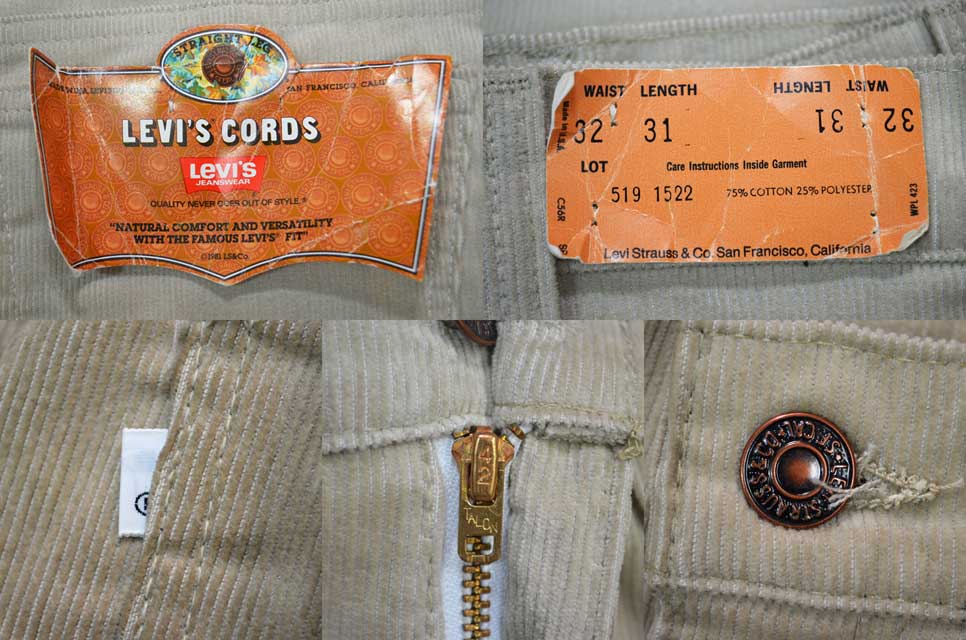 STRAIGHT LEG
SAN FRANCISCO, CALIF.
LEVI'S CORDS
LEVI'S
JEANSWEAR
QUALITY NEVER GOES OUT OF STYLE.®
"NATURAL COMFORT AND VERSATILITY
WITH THE FAMOUS LEVI'S® FIT"
©1981 LS&Co.
WAIST LENGTH
32 31
WAIST LENGTH
32 31
Made in U.S.A.
LOT
Care Instructions Inside Garment
519 1522
75% COTTON 25% POLYESTER
C56R
WPL 423
Levi Strauss & Co. San Francisco, California
®
42
TALON
LEVI STRAUSS & CO. S.F. CAL.